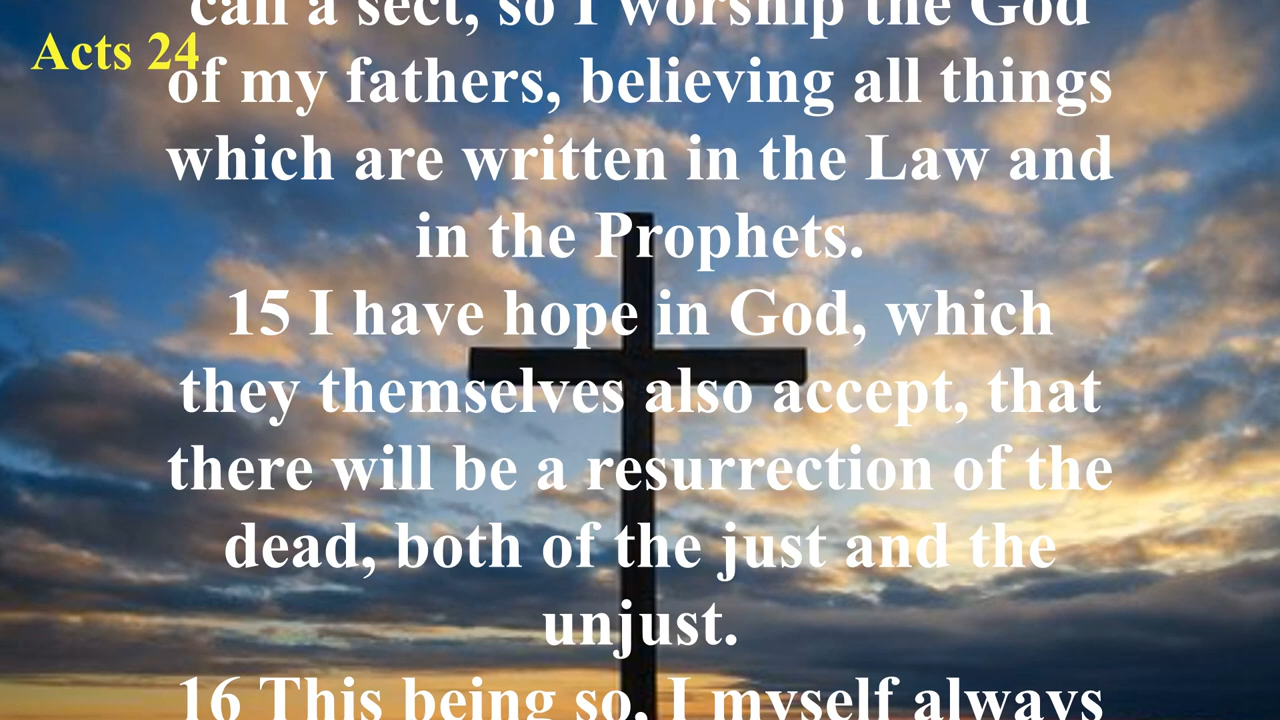 Acts 24
call a sect, so I worship the God
of my fathers, believing all things
which are written in the Law and
in the Prophets.
15 I have hope in God, which
they themselves also accept, that
there will be a resurrection of the
dead, both of the just and the
unjust.
16 This being so, I myself always